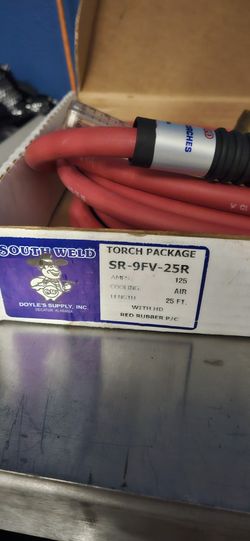 TORCHES
SOUTH WELD
DOYLE'S SUPPLY, INC
DECATUR, ALABAMA
TORCH PACKAGE
SR-9FV-25R
AMPS: 125
COOLING: AIR
LENGTH: 25 FT.
WITH HD
RED RUBBER P/C